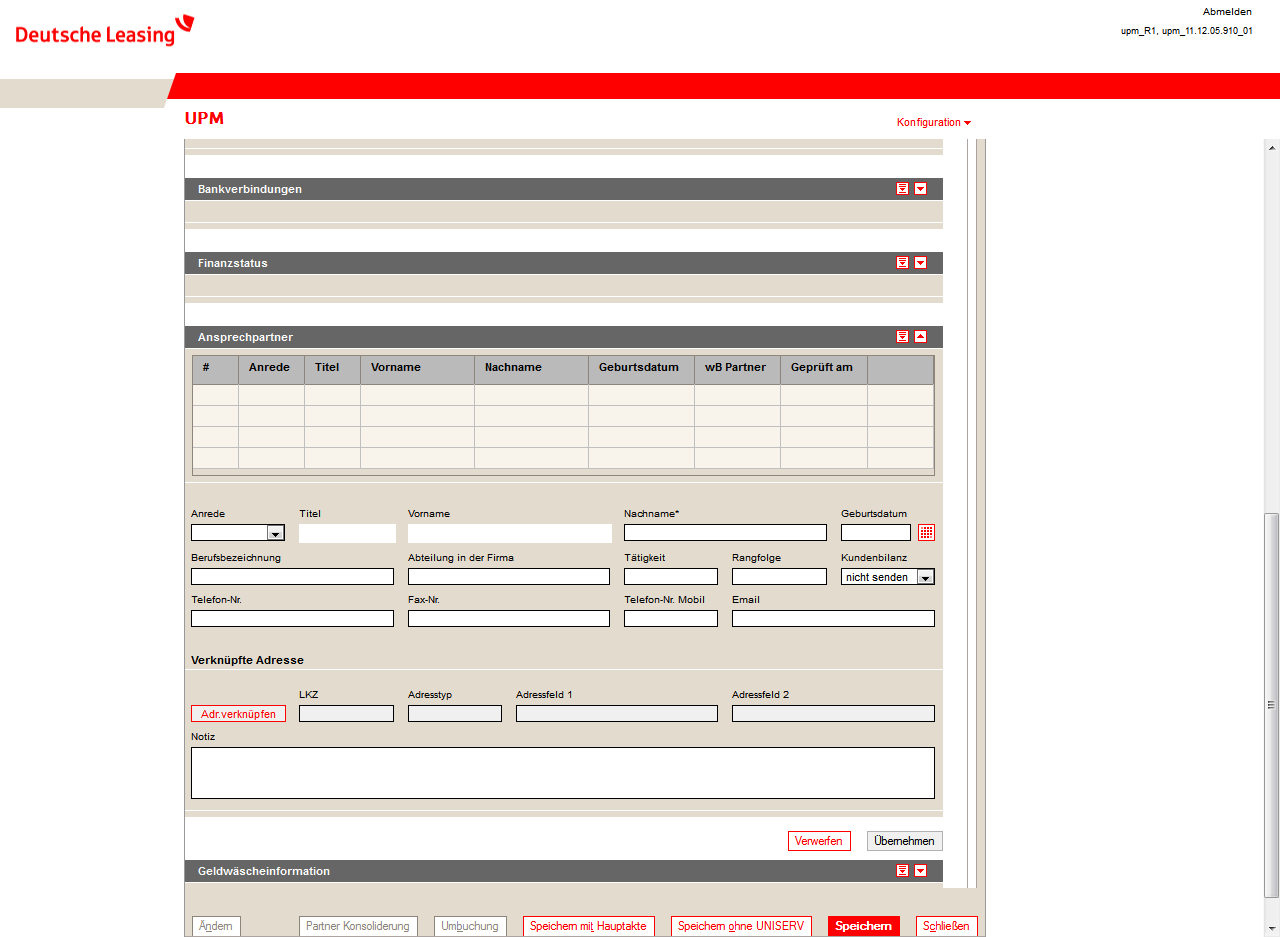 Abmelden
Deutsche Leasing
upm_R1, upm_11.12.05.910_01
UPM
Konfiguration
Bankverbindungen
Finanzstatus
Ansprechpartner
# Anrede Titel Vorname Nachname Geburtsdatum wB Partner Geprüft am
Anrede Titel Vorname Nachname* Geburtsdatum
Berufsbezeichnung Abteilung in der Firma Tätigkeit Rangfolge Kundenbilanz
nicht senden
Telefon-Nr. Fax-Nr. Telefon-Nr. Mobil Email
Verknüpfte Adresse
LKZ Adresstyp Adressfeld 1 Adressfeld 2
Adr.verknüpfen
Notiz
Verwerfen Übernehmen
Geldwäscheinformation
Ändern Partner Konsolidierung Umbuchung Speichern mit Hauptakte Speichern ohne UNISERV Speichern Schließen